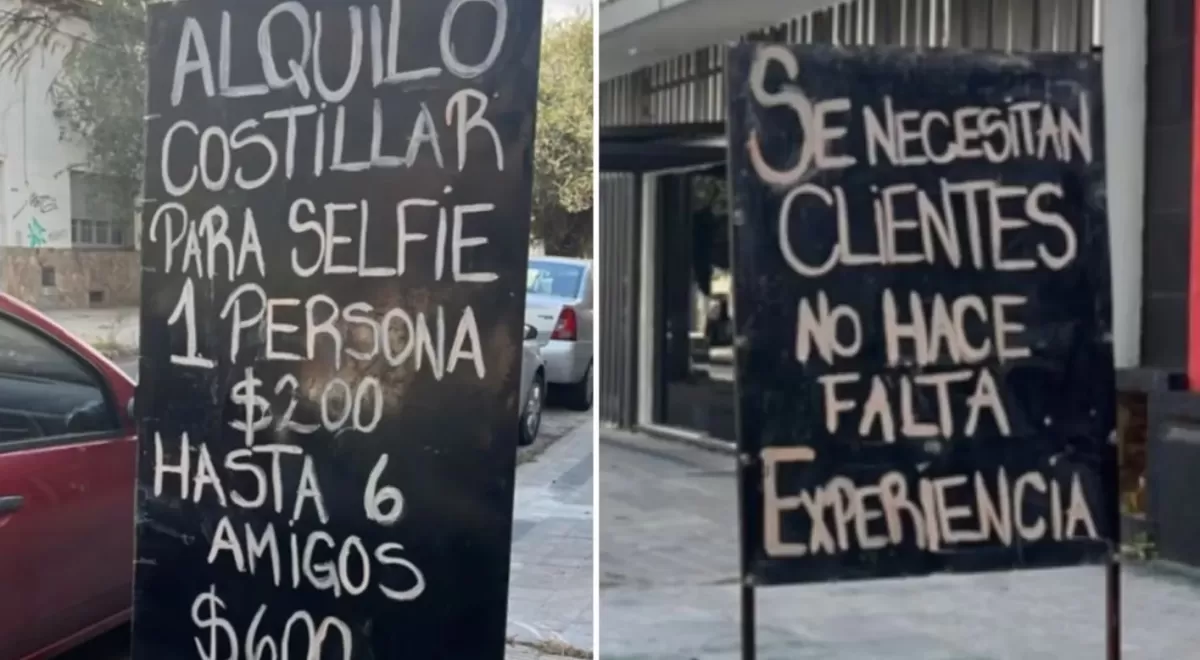 ALQUILO
COSTILLAR
PARA SELFIE
1 PERSONA
$200
HASTA 6
AMIGOS
$600
SE NECESITAN
CLIENTES
NO HACE
FALTA
EXPERIENCIA